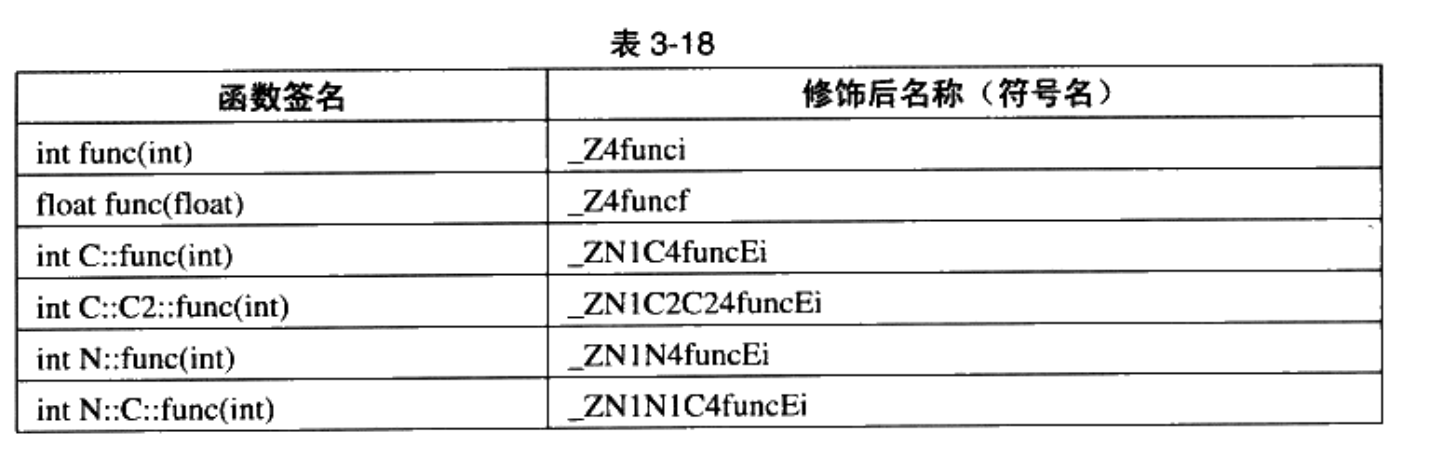 表 3-18
函数签名 修饰后名称（符号名）
int func(int) _Z4funci
float func(float) _Z4funcf
int C::func(int) _ZN1C4funcEi
int C::C2::func(int) _ZN1C2C24funcEi
int N::func(int) _ZN1N4funcEi
int N::C::func(int) _ZN1N1C4funcEi